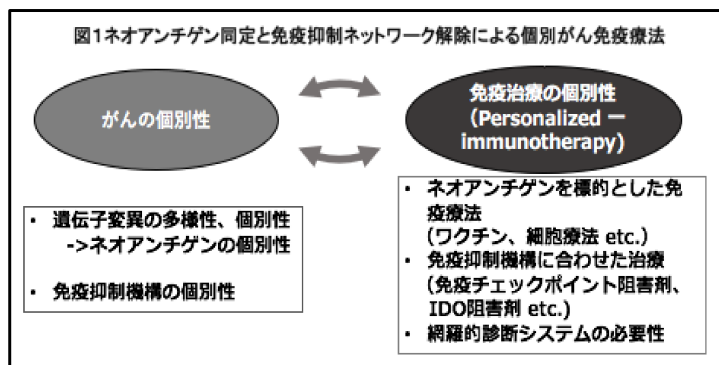 図1ネオアンチゲン同定と免疫抑制ネットワーク解除による個別がん免疫療法
がんの個別性
免疫治療の個別性
(Personalized ー
immunotherapy)
• 遺伝子変異の多様性、個別性
->ネオアンチゲンの個別性
• 免疫抑制機構の個別性
• ネオアンチゲンを標的とした免
疫療法
(ワクチン、細胞療法 etc.)
• 免疫抑制機構に合わせた治療
(免疫チェックポイント阻害剤、
IDO阻害剤 etc.)
• 網羅的診断システムの必要性